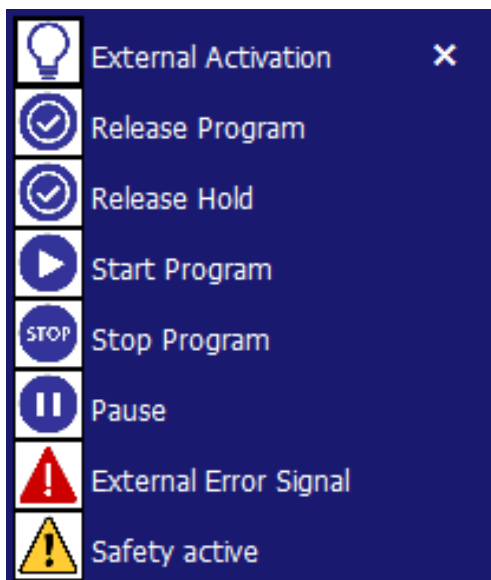 External Activation ×
Release Program
Release Hold
Start Program
STOP Stop Program
Pause
External Error Signal
Safety active